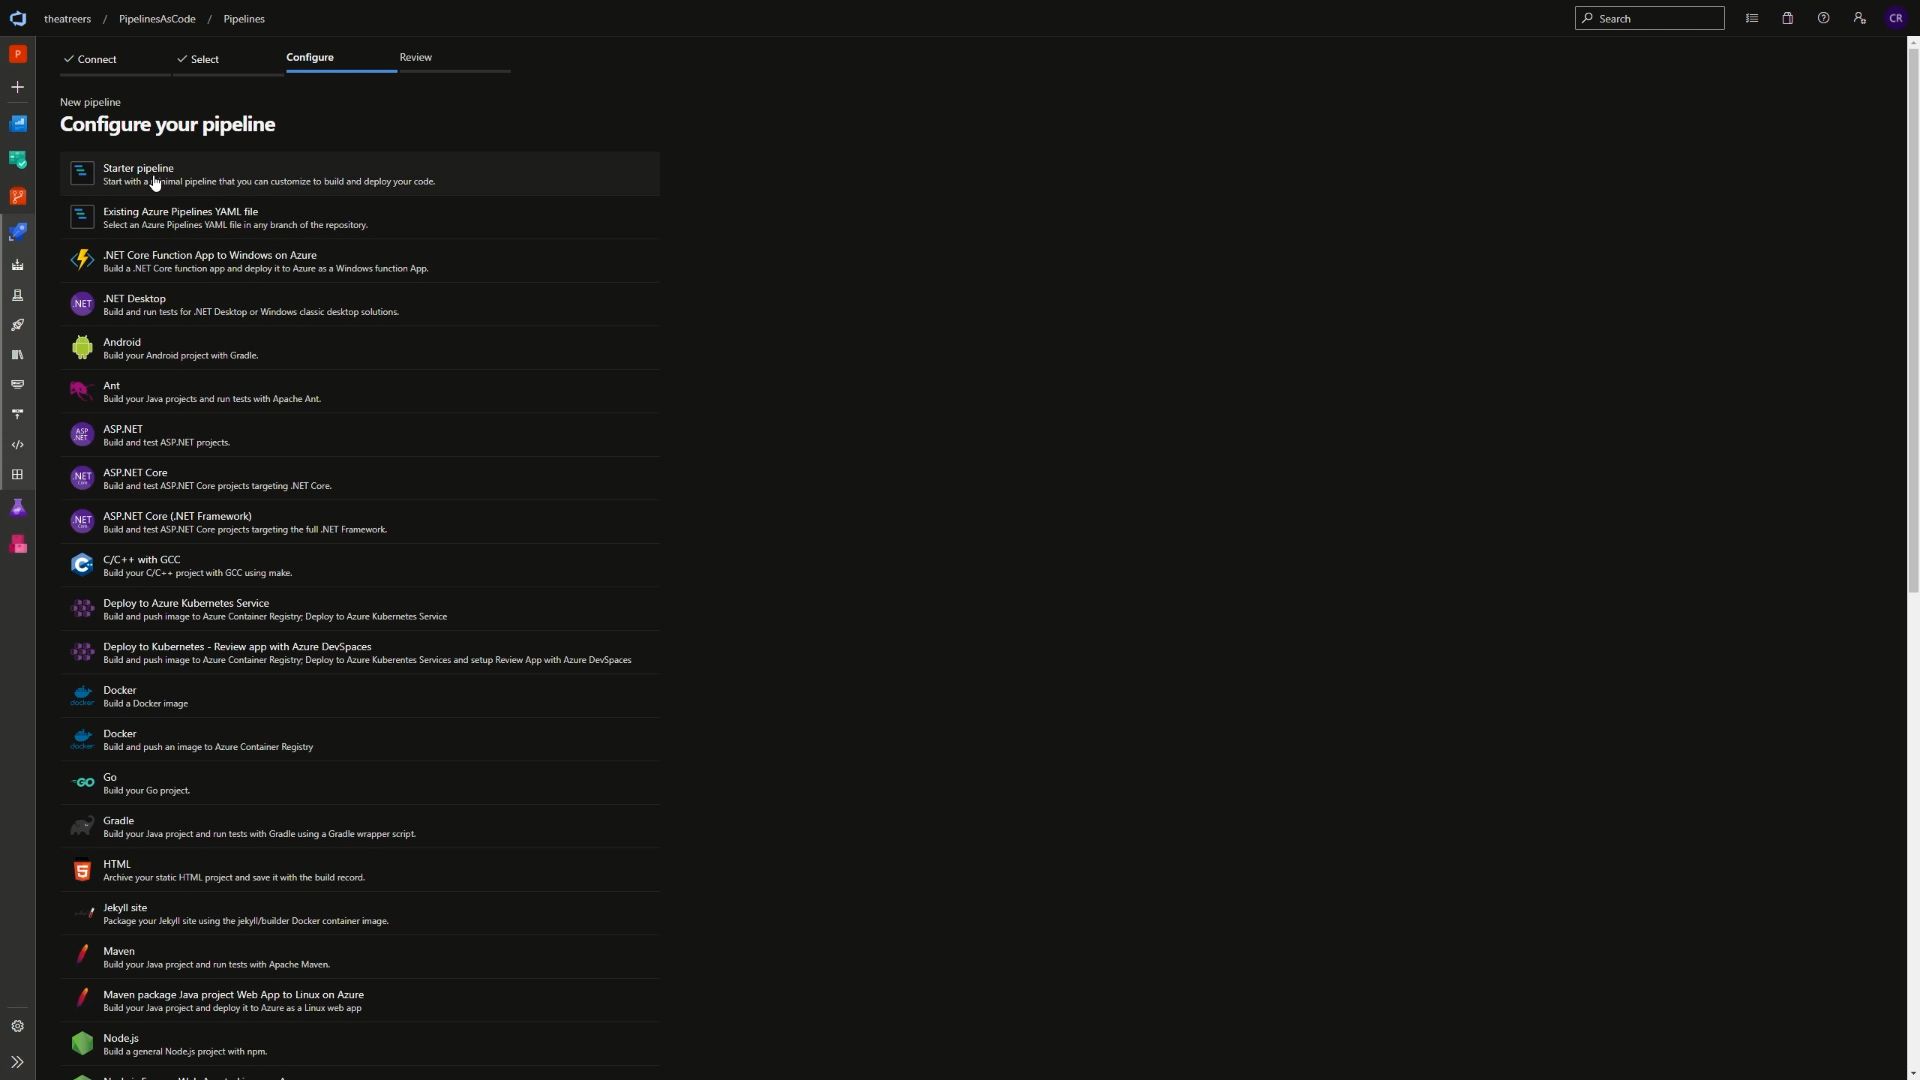 theatreers / PipelinesAsCode / Pipelines
Search
CR
P
Connect
Select
Configure
Review
New pipeline
Configure your pipeline
Starter pipeline
Start with a minimal pipeline that you can customize to build and deploy your code.
Existing Azure Pipelines YAML file
Select an Azure Pipelines YAML file in any branch of the repository.
.NET Core Function App to Windows on Azure
Build a .NET Core function app and deploy it to Azure as a Windows function App.
.NET
.NET Desktop
Build and run tests for .NET Desktop or Windows classic desktop solutions.
Android
Build your Android project with Gradle.
Ant
Build your Java projects and run tests with Apache Ant.
ASP
.NET
ASP.NET
Build and test ASP.NET projects.
.NET
Core
ASP.NET Core
Build and test ASP.NET Core projects targeting .NET Core.
.NET
Core
ASP.NET Core (.NET Framework)
Build and test ASP.NET Core projects targeting the full .NET Framework.
C
C/C++ with GCC
Build your C/C++ project with GCC using make.
Deploy to Azure Kubernetes Service
Build and push image to Azure Container Registry; Deploy to Azure Kubernetes Service
Deploy to Kubernetes - Review app with Azure DevSpaces
Build and push image to Azure Container Registry; Deploy to Azure Kuberentes Services and setup Review App with Azure DevSpaces
docker
Docker
Build a Docker image
docker
Docker
Build and push an image to Azure Container Registry
GO
Go
Build your Go project.
Gradle
Build your Java project and run tests with Gradle using a Gradle wrapper script.
5
HTML
Archive your static HTML project and save it with the build record.
Jekyll site
Package your Jekyll site using the jekyll/builder Docker container image.
Maven
Build your Java project and run tests with Apache Maven.
Maven package Java project Web App to Linux on Azure
Build your Java project and deploy it to Azure as a Linux web app
Node.js
Build a general Node.js project with npm.